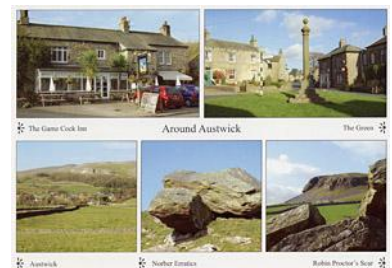 The Game Cock Inn
Around Austwick
The Green
Austwick
Norber Erratics
Robin Proctor's Scar